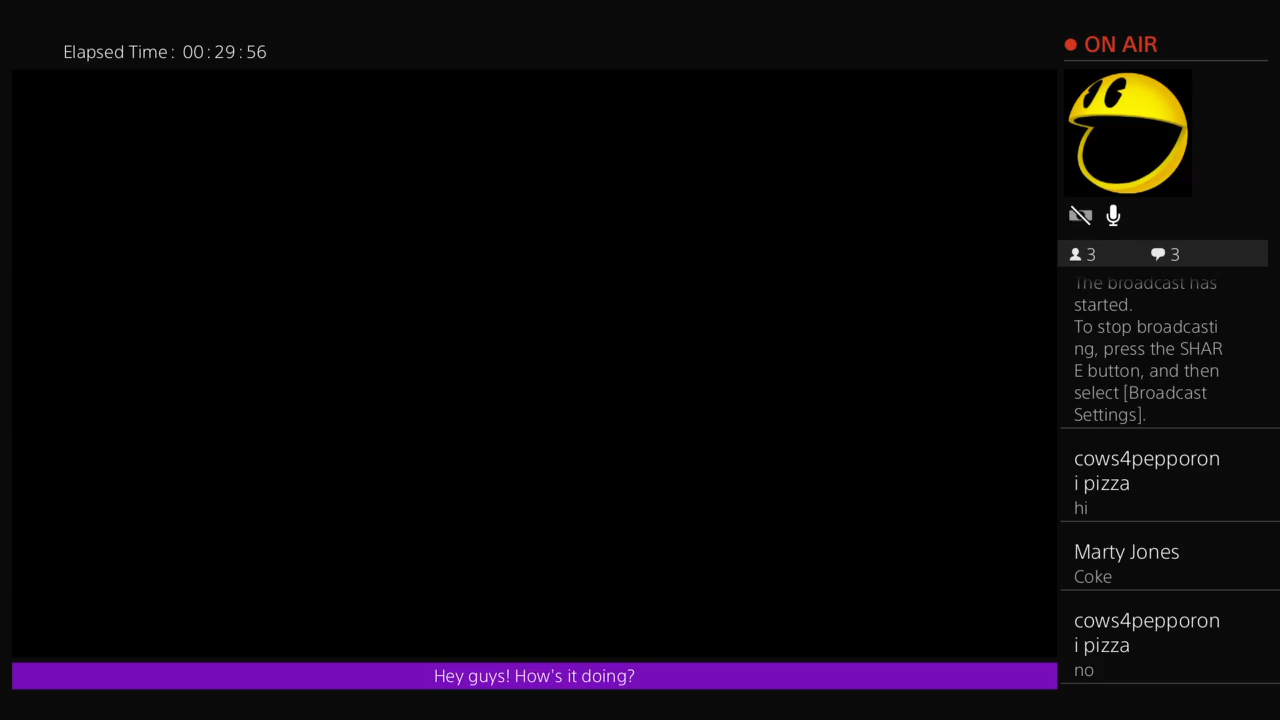 Elapsed Time: 00:29:56
ON AIR
3 3
The broadcast has
started.
To stop broadcasti
ng, press the SHAR
E button, and then
select [Broadcast
Settings].
cows4pepporon
i pizza
hi
Marty Jones
Coke
cows4pepporon
i pizza
no
Hey guys! How's it doing?